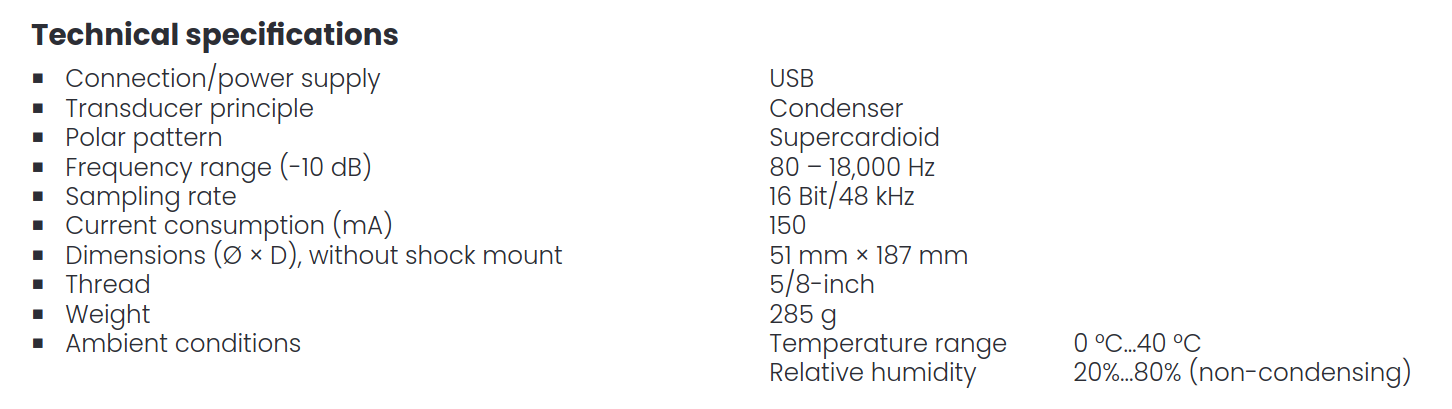 Technical specifications
▪ Connection/power supply USB
▪ Transducer principle Condenser
▪ Polar pattern Supercardioid
▪ Frequency range (-10 dB) 80 – 18,000 Hz
▪ Sampling rate 16 Bit/48 kHz
▪ Current consumption (mA) 150
▪ Dimensions (Ø × D), without shock mount 51 mm × 187 mm
▪ Thread 5/8-inch
▪ Weight 285 g
▪ Ambient conditions Temperature range 0 °C…40 °C
Relative humidity 20%…80% (non-condensing)